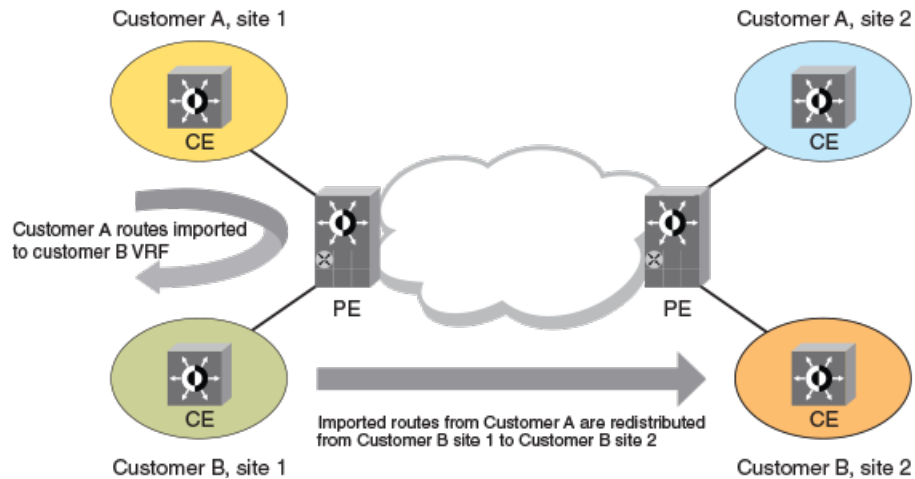 Customer A, site 1
Customer A, site 2
CE
CE
Customer A routes imported
to customer B VRF
PE
PE
CE
CE
Imported routes from Customer A are redistributed
from Customer B site 1 to Customer B site 2
Customer B, site 1
Customer B, site 2